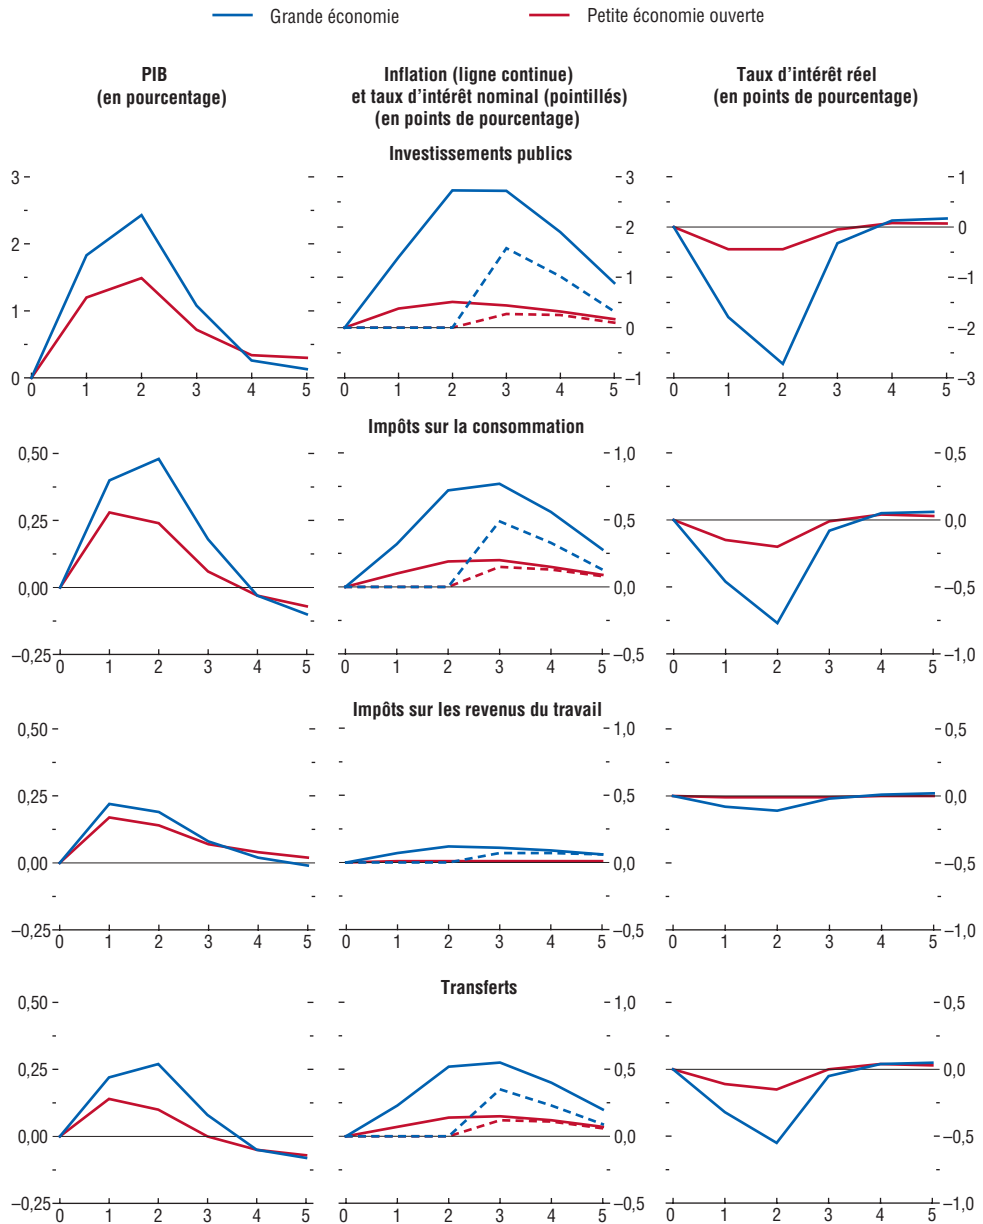 Grande économie
Petite économie ouverte
PIB
(en pourcentage)
Inflation (ligne continue)
et taux d'intérêt nominal (pointillés)
(en points de pourcentage)
Taux d'intérêt réel
(en points de pourcentage)
Investissements publics
3
2
1
0
0 1 2 3 4 5
3
2
1
0
–1
0 1 2 3 4 5
1
0
–1
–2
–3
0 1 2 3 4 5
Impôts sur la consommation
0,50
0,25
0,00
–0,25
0 1 2 3 4 5
1,0
0,5
0,0
–0,5
0 1 2 3 4 5
0,5
0,0
–0,5
–1,0
0 1 2 3 4 5
Impôts sur les revenus du travail
0,50
0,25
0,00
–0,25
0 1 2 3 4 5
1,0
0,5
0,0
–0,5
0 1 2 3 4 5
0,5
0,0
–0,5
–1,0
0 1 2 3 4 5
Transferts
0,50
0,25
0,00
–0,25
0 1 2 3 4 5
1,0
0,5
0,0
–0,5
0 1 2 3 4 5
0,5
0,0
–0,5
–1,0
0 1 2 3 4 5